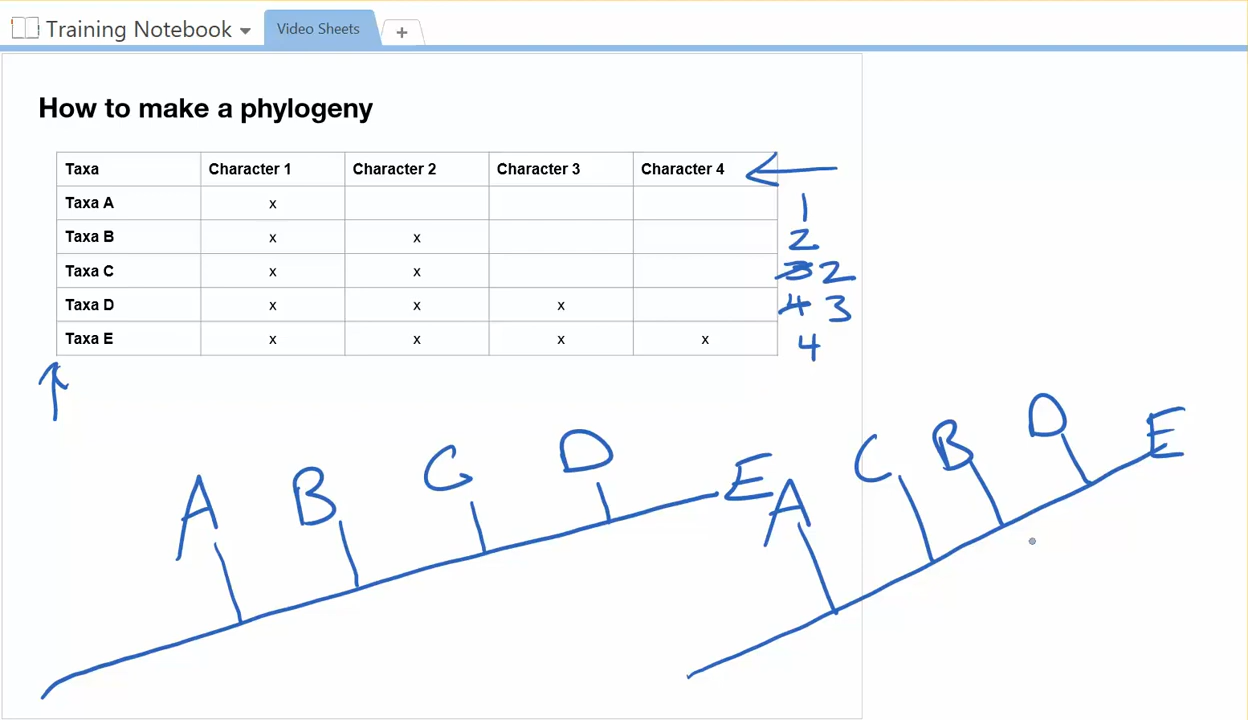 Training Notebook
Video Sheets
+
How to make a phylogeny
Taxa Character 1 Character 2 Character 3 Character 4
Taxa A x 1
Taxa B x x 2
Taxa C x x 3 2
Taxa D x x x 4 3
Taxa E x x x x 4
A B C D E
A C B D E